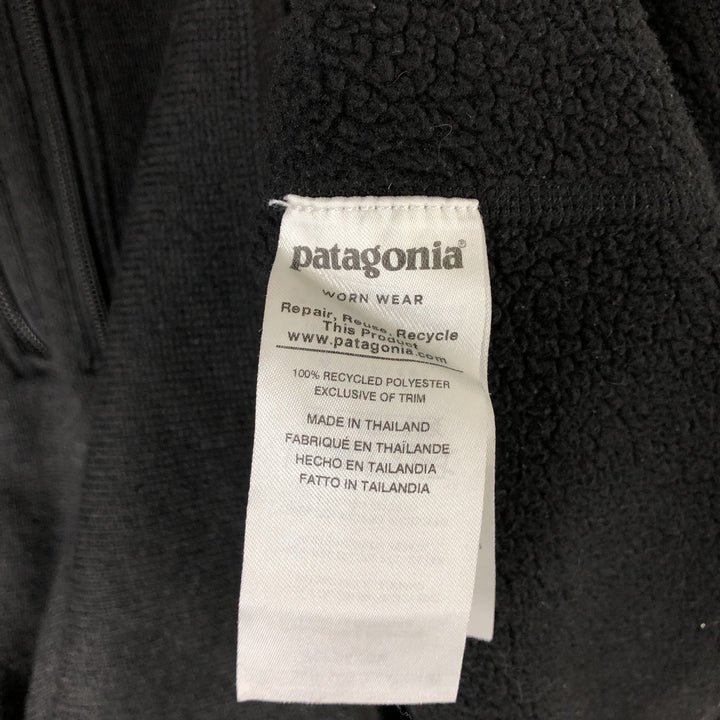 patagonia®
WORN WEAR
Repair, Reuse, Recycle
This Product
www.patagonia.com
100% RECYCLED POLYESTER
EXCLUSIVE OF TRIM
MADE IN THAILAND
FABRIQUÉ EN THAÏLANDE
HECHO EN TAILANDIA
FATTO IN TAILANDIA